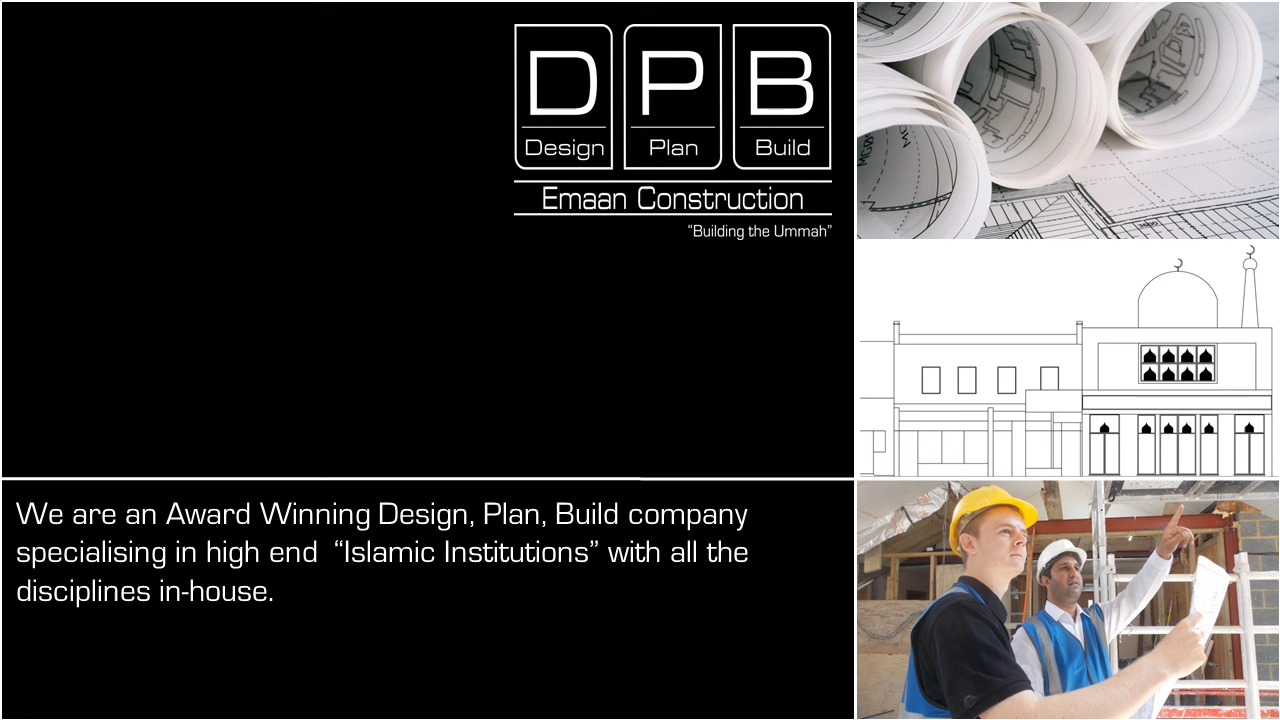 D P B
Design Plan Build
Emaan Construction
“Building the Ummah”
We are an Award Winning Design, Plan, Build company
specialising in high end “Islamic Institutions” with all the
disciplines in-house.